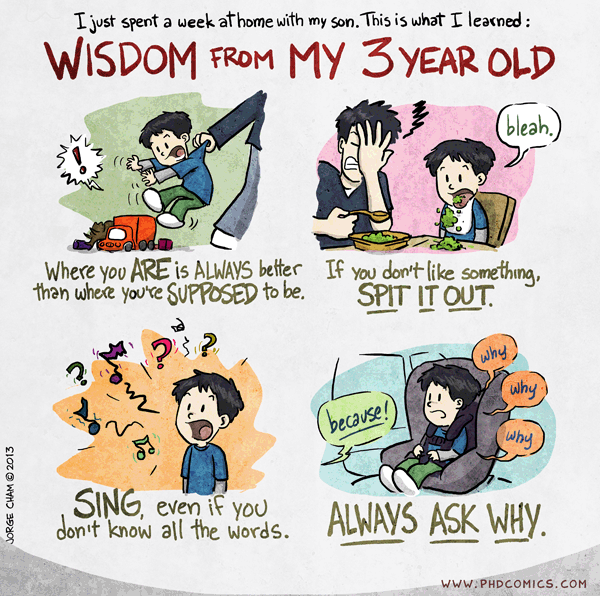 I just spent a week at home with my son. This is what I learned:
WISDOM FROM MY 3 YEAR OLD
!
bleah.
Where you ARE is ALWAYS better
than where you're SUPPOSED to be.
If you don't like something,
SPIT IT OUT.
? ? ?
why
why
because!
why
SING, even if you
don't know all the words.
ALWAYS ASK WHY.
JORGE CHAM © 2013
WWW.PHDCOMICS.COM